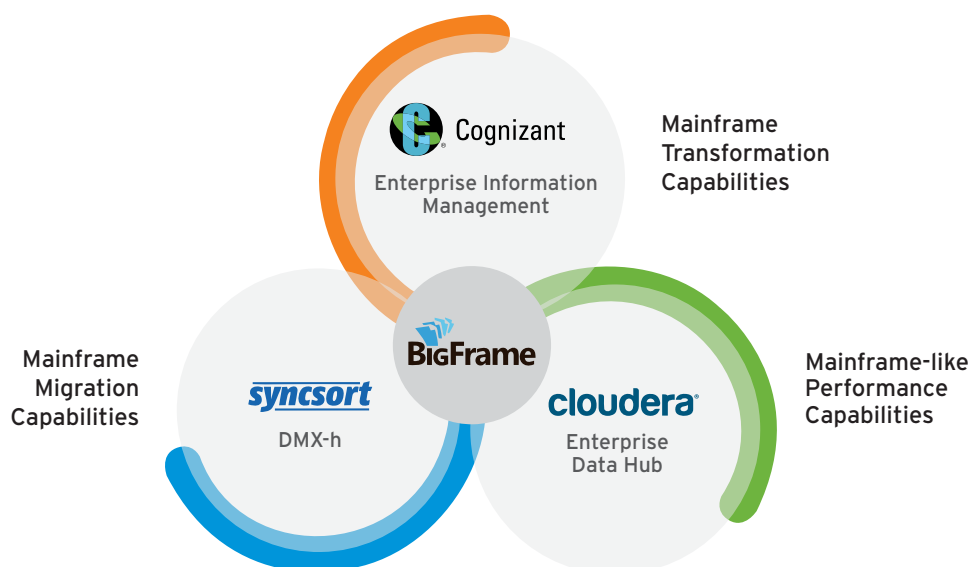 Cognizant
Enterprise Information
Management
Mainframe
Transformation
Capabilities
BIGFRAME
Mainframe
Migration
Capabilities
syncsort
DMX-h
cloudera
Enterprise
Data Hub
Mainframe-like
Performance
Capabilities